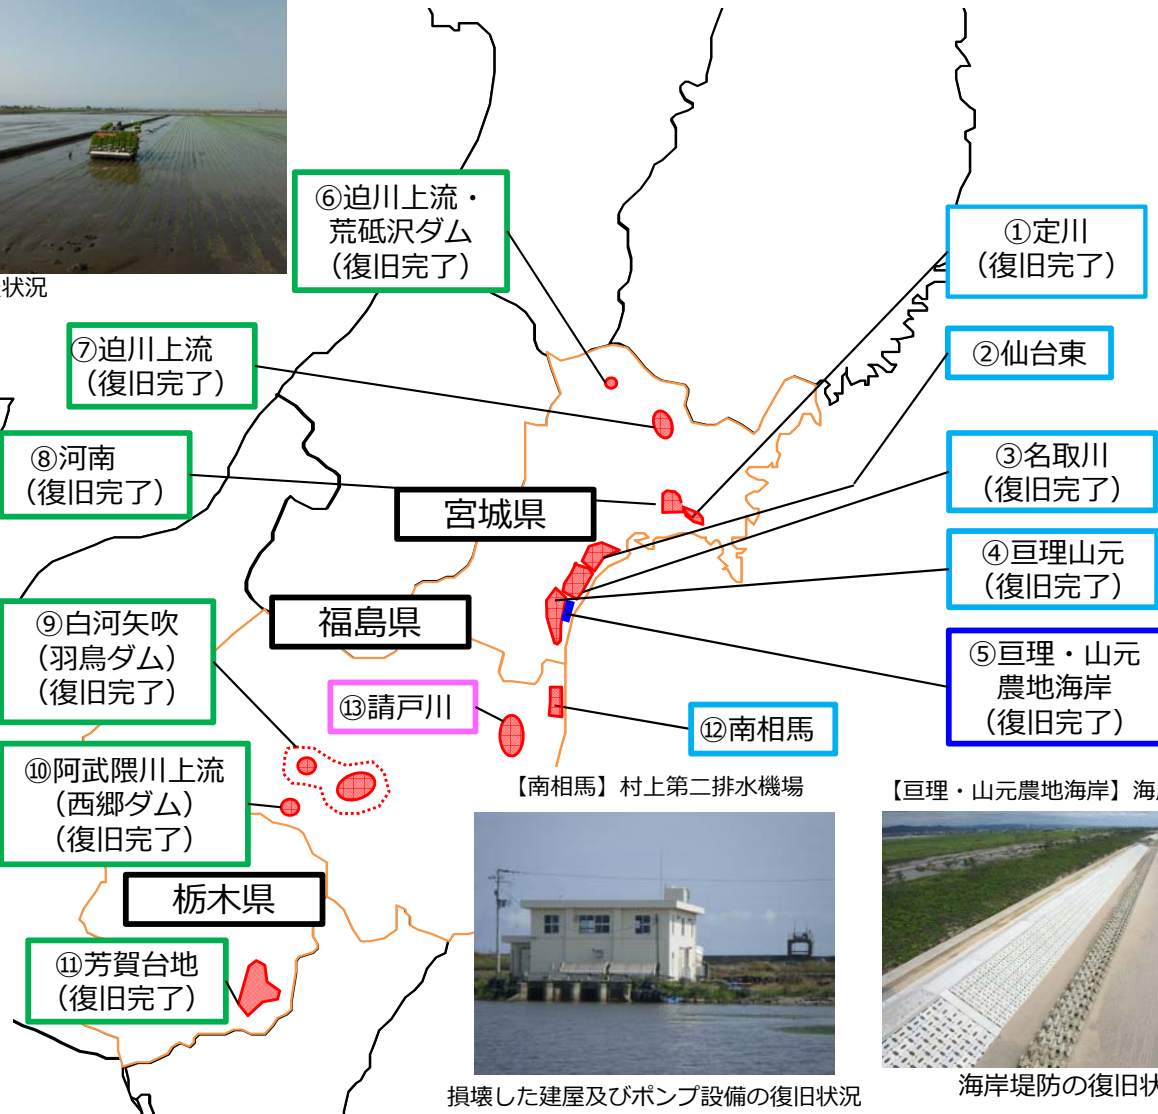 状況
⑥迫川上流・
荒砥沢ダム
（復旧完了）
①定川
（復旧完了）
⑦迫川上流
（復旧完了）
②仙台東
⑧河南
（復旧完了）
③名取川
（復旧完了）
宮城県
④亘理山元
（復旧完了）
福島県
⑨白河矢吹
（羽鳥ダム）
（復旧完了）
⑤亘理・山元
農地海岸
（復旧完了）
⑬請戸川
⑫南相馬
⑩阿武隈川上流
（西郷ダム）
（復旧完了）
【南相馬】村上第二排水機場
【亘理・山元農地海岸】海
栃木県
⑪芳賀台地
（復旧完了）
損壊した建屋及びポンプ設備の復旧状況
海岸堤防の復旧状